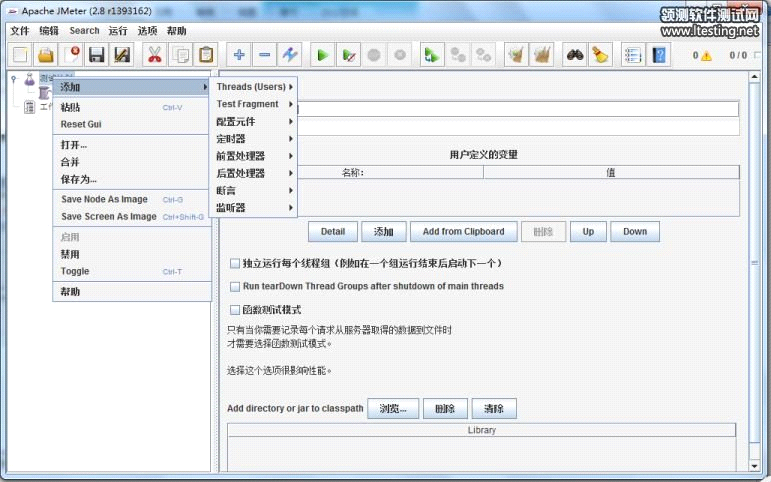 Apache JMeter (2.8 r1393162)
领测软件测试网
www.ltesting.net
文件 编辑 Search 运行 选项 帮助
0
0 / 0
测试
工作
添加
粘贴 Ctrl-V
Reset Gui
打开...
合并
保存为...
Save Node As Image Ctrl-G
Save Screen As Image Ctrl+Shift-G
启用
禁用
Toggle Ctrl-T
帮助
Threads (Users)
Test Fragment
配置元件
定时器
前置处理器
后置处理器
断言
监听器
用户定义的变量
名称: 值
Detail 添加 Add from Clipboard 删除 Up Down
独立运行每个线程组（例如在一个组运行结束后启动下一个）
Run tearDown Thread Groups after shutdown of main threads
函数测试模式
只有当你需要记录每个请求从服务器取得的数据到文件时
才需要选择函数测试模式。
选择这个选项很影响性能。
Add directory or jar to classpath 浏览... 删除 清除
Library